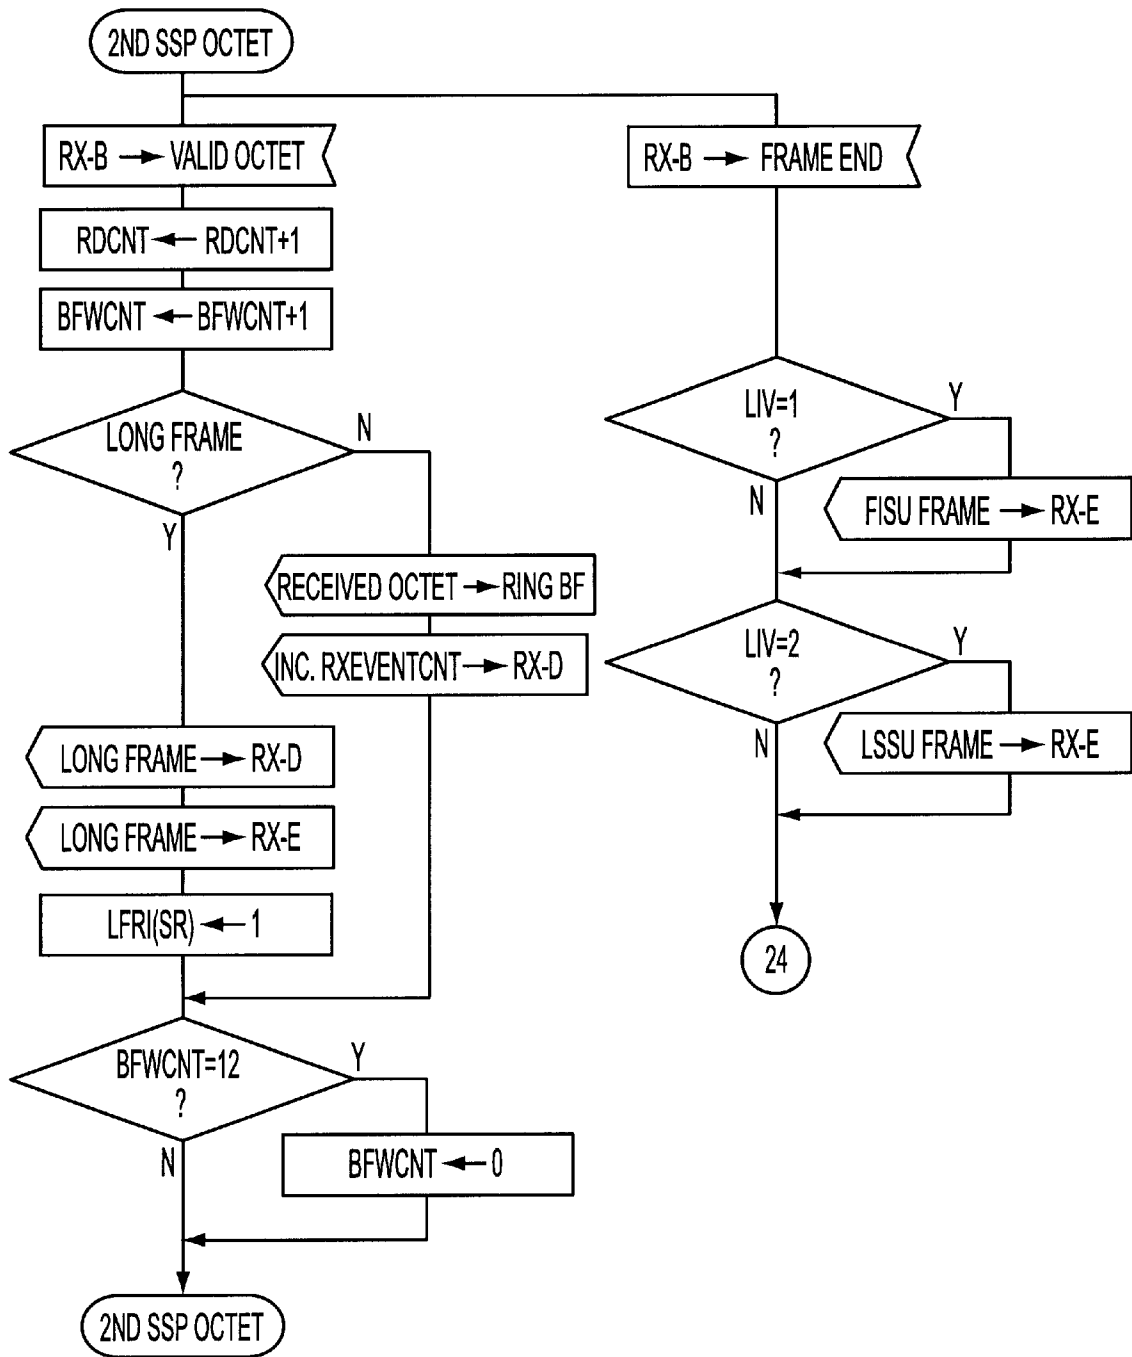 2ND SSP OCTET
RX-B → VALID OCTET
RDCNT ← RDCNT+1
BFWCNT ← BFWCNT+1
LONG FRAME
?
N
Y
RECEIVED OCTET → RING BF
INC. RXEVENTCNT → RX-D
LONG FRAME → RX-D
LONG FRAME → RX-E
LFRI(SR) ← 1
BFWCNT=12
?
Y
N
BFWCNT ← 0
2ND SSP OCTET
RX-B → FRAME END
LIV=1
?
Y
N
FISU FRAME → RX-E
LIV=2
?
Y
N
LSSU FRAME → RX-E
24